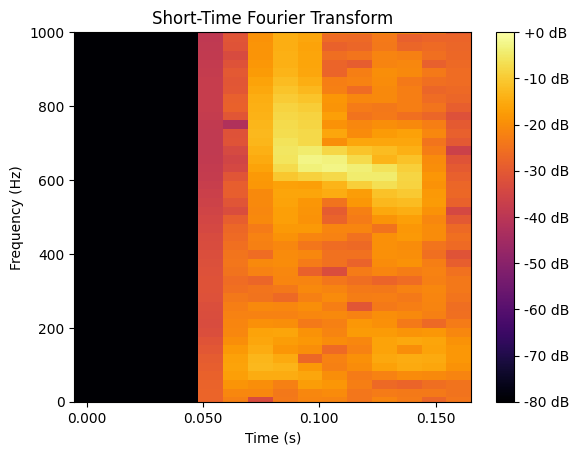 Short-Time Fourier Transform
1000
800
600
400
200
0
Frequency (Hz)
0.000
0.050
0.100
0.150
Time (s)
+0 dB
-10 dB
-20 dB
-30 dB
-40 dB
-50 dB
-60 dB
-70 dB
-80 dB